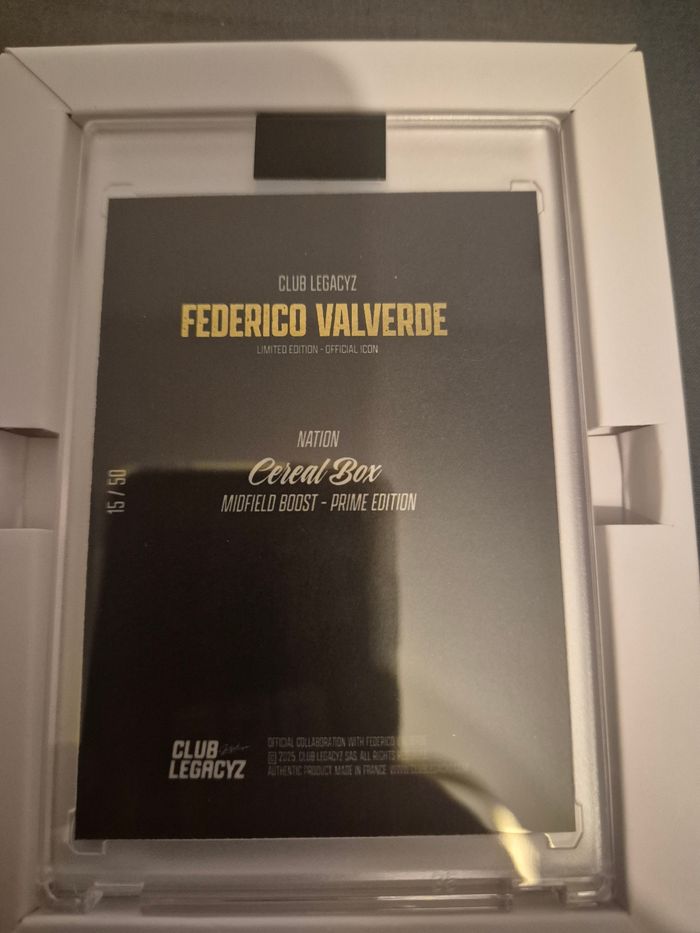 CLUB LEGACYZ
FEDERICO VALVERDE
LIMITED EDITION - OFFICIAL ICON
NATION
Cereal Box
MIDFIELD BOOST - PRIME EDITION
15 / 50
CLUB
LEGACYZ
OFFICIAL COLLABORATION WITH FEDERICO
© 2025, CLUB LEGACYZ SAS. ALL RIGHTS
AUTHENTIC PRODUCT. MADE IN FRANCE.